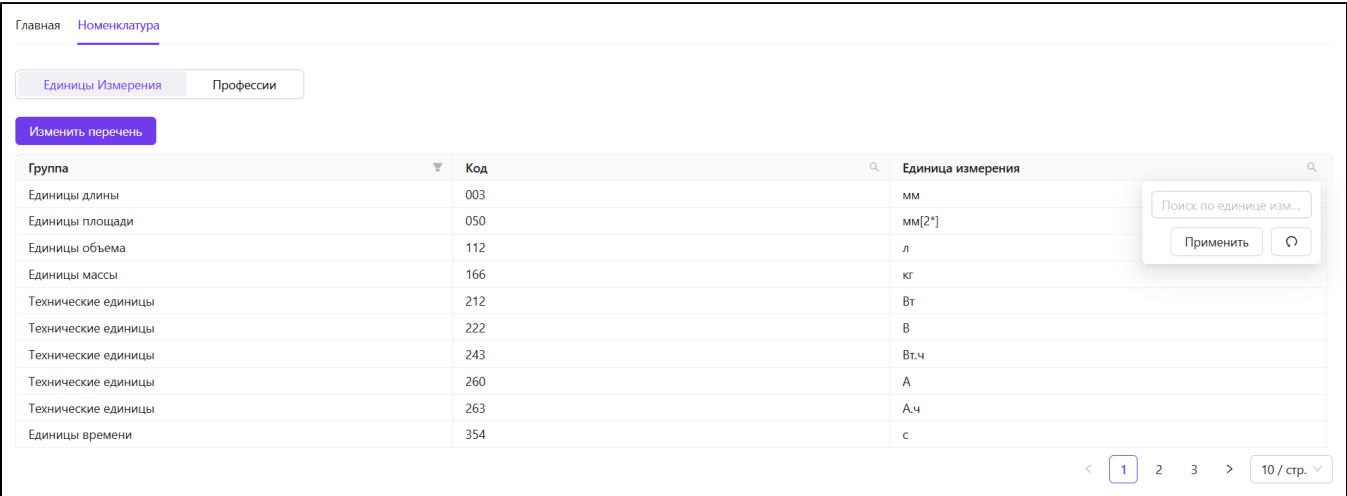 Главная Номенклатура
Единицы Измерения Профессии
Изменить перечень
Группа Код Единица измерения
Единицы длины 003 мм
Поиск по единице изм...
Единицы площади 050 мм[2*]
Применить
Единицы объема 112 л
Единицы массы 166 кг
Технические единицы 212 Вт
Технические единицы 222 В
Технические единицы 243 Вт.ч
Технические единицы 260 А
Технические единицы 263 А.ч
Единицы времени 354 с
< 1 2 3 > 10 / стр.